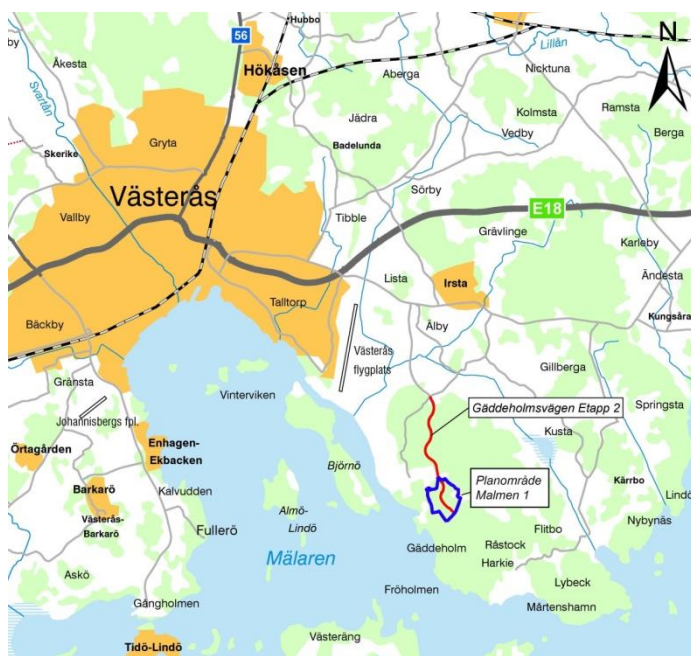 Hubbo
56
N
by
Lillån
Åkesta
Hökåsen
Aberga
Nicktuna
Svartån
Kolmsta
Ramsta
Jädra
Gryta
Badelunda
Vedby
Berga
Skerike
Sörby
Västerås
Vallby
Tibble
E18
Grävlinge
Karleby
Lista
Irsta
Ändesta
Talltorp
Kungsåra
Bäckby
Älby
Västerås
flygplats
Gränsta
Gillberga
Vinterviken
Springsta
Johannisbergs fpl.
Gäddeholmsvägen Etapp 2
Kusta
Örtagården
Enhagen-
Ekbacken
Björnö
Planområde
Malmen 1
Kärrbo
Barkarö
Kalvudden
Lindö
Västerås-
Barkarö
Almö-
Lindö
Nybynäs
Fullerö
Flitbo
Gäddeholm
Råstock
Mälaren
Harkie
Askö
Fröholmen
Lybeck
Gångholmen
Mårtenshamn
Västeräng
Tidö-Lindö